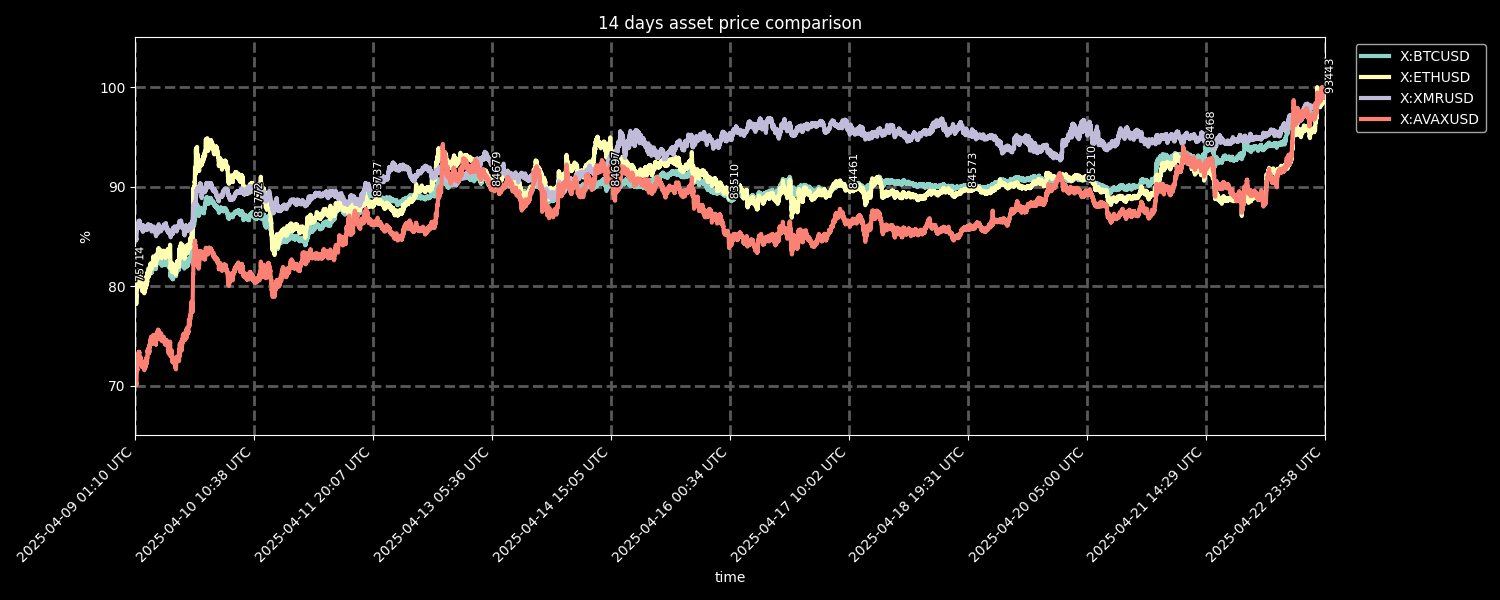 14 days asset price comparison
X:BTCUSD
X:ETHUSD
X:XMRUSD
X:AVAXUSD
100
90
80
70
%
75714
81772
83737
84679
84697
83510
84461
84573
85210
88468
93443
2025-04-09 01:10 UTC
2025-04-10 10:38 UTC
2025-04-11 20:07 UTC
2025-04-13 05:36 UTC
2025-04-14 15:05 UTC
2025-04-16 00:34 UTC
2025-04-17 10:02 UTC
2025-04-18 19:31 UTC
2025-04-20 05:00 UTC
2025-04-21 14:29 UTC
2025-04-22 23:58 UTC
time